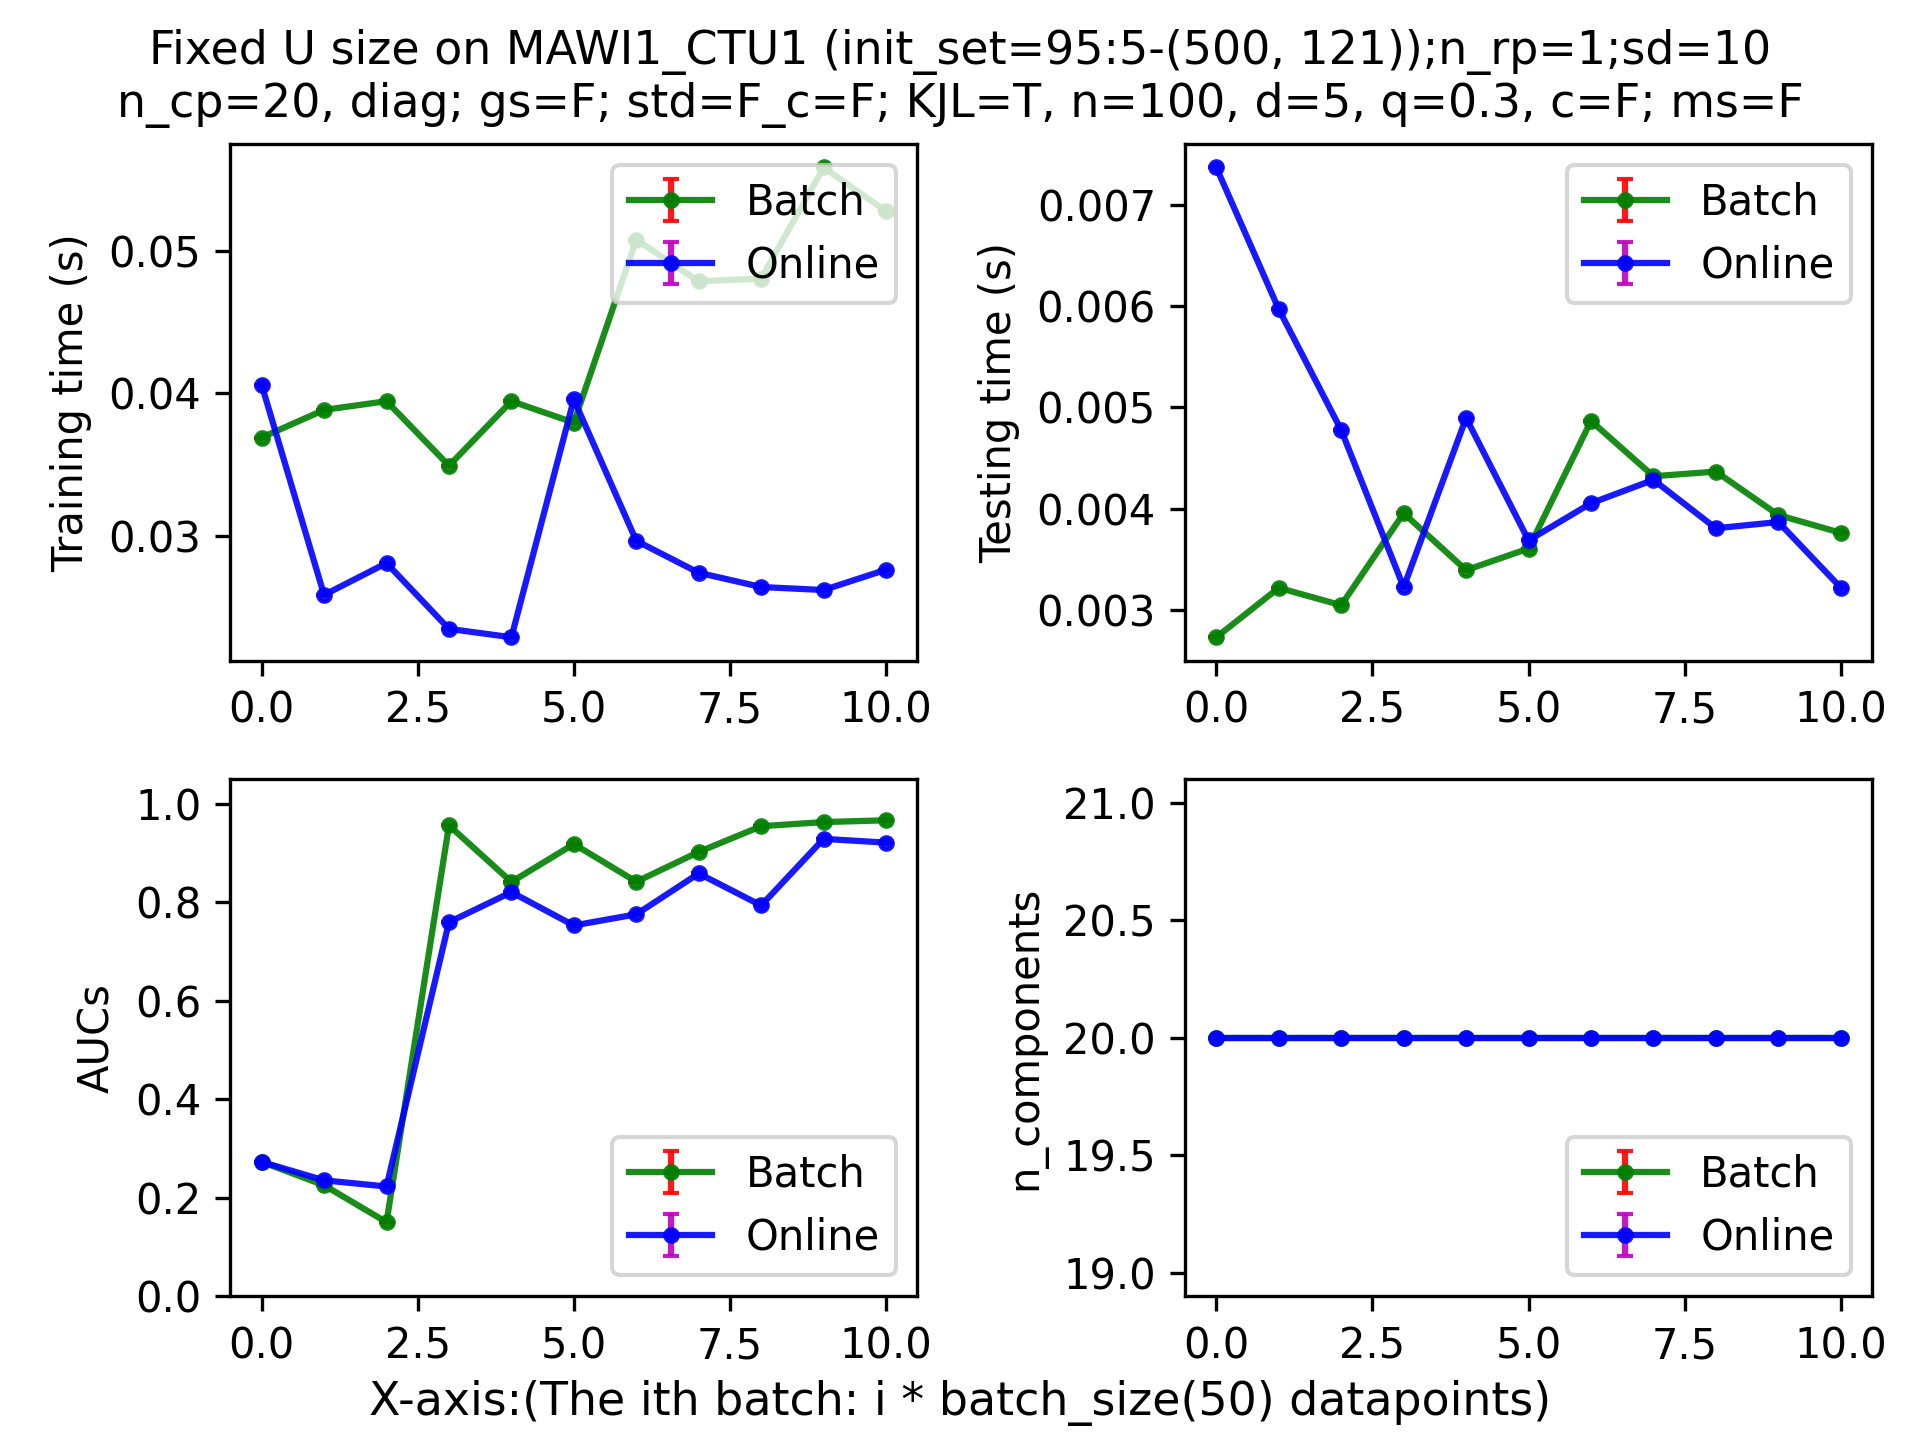 Fixed U size on MAWI1_CTU1 (init_set=95:5-(500, 121));n_rp=1;sd=10
n_cp=20, diag; gs=F; std=F_c=F; KJL=T, n=100, d=5, q=0.3, c=F; ms=F
Training time (s)
0.05
0.04
0.03
Batch
Online
0.0 2.5 5.0 7.5 10.0
Testing time (s)
0.007
0.006
0.005
0.004
0.003
Batch
Online
0.0 2.5 5.0 7.5 10.0
AUCs
1.0
0.8
0.6
0.4
0.2
0.0
Batch
Online
0.0 2.5 5.0 7.5 10.0
n_components
21.0
20.5
20.0
19.5
19.0
Batch
Online
0.0 2.5 5.0 7.5 10.0
X-axis:(The ith batch: i * batch_size(50) datapoints)